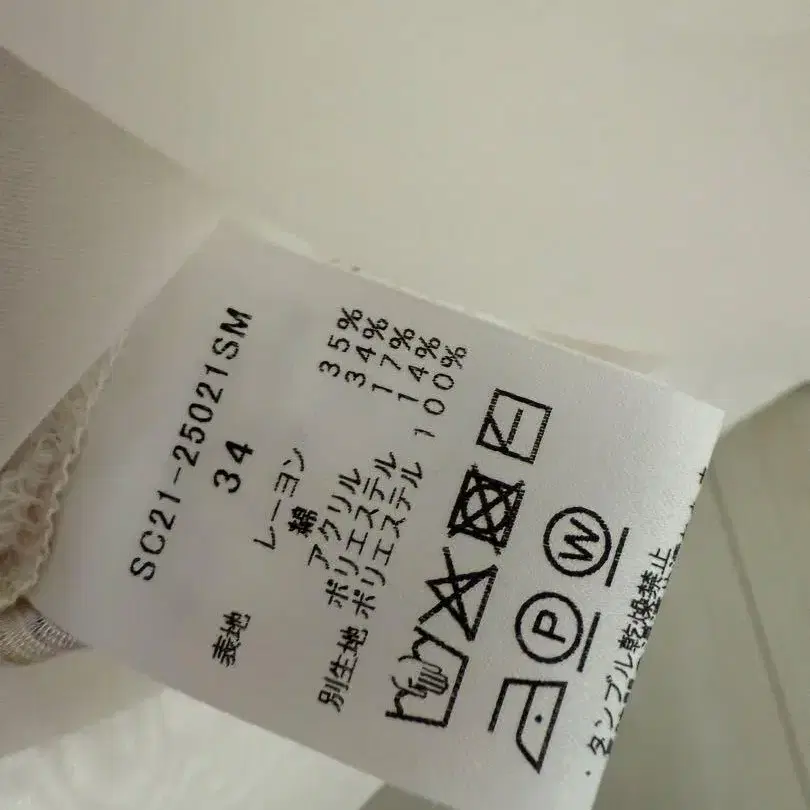 SC21-25021SM
34
表地 レーヨン 35%
綿 34%
アクリル 17%
ポリエステル 14%
別生地 ポリエステル 100%
P
W
・タンブル乾燥禁止